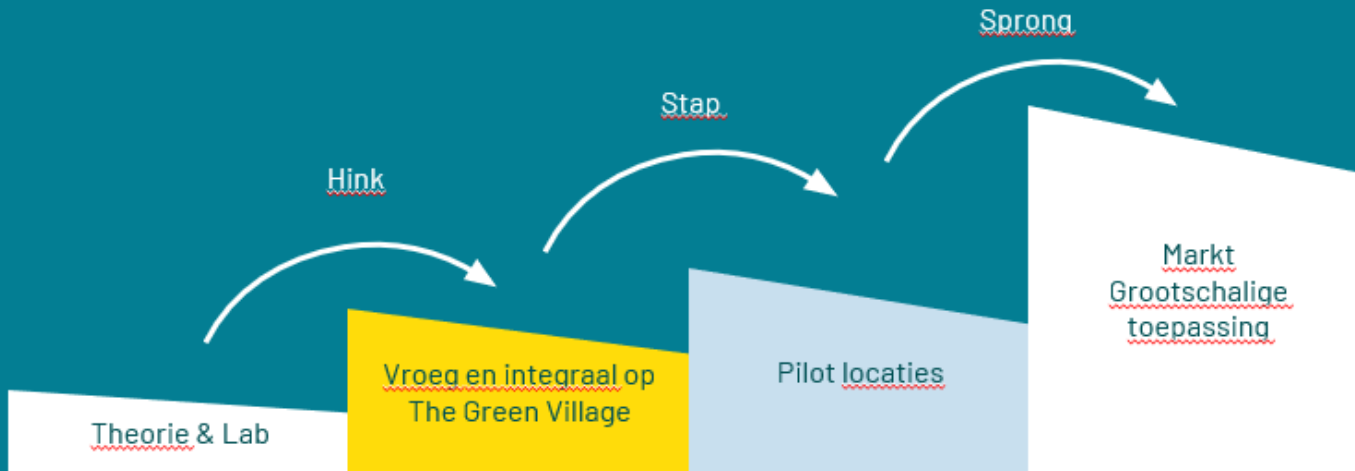 Sprong
Stap
Hink
Markt
Grootschalige
toepassing
Vroeg en integraal op
The Green Village
Pilot locaties
Theorie & Lab